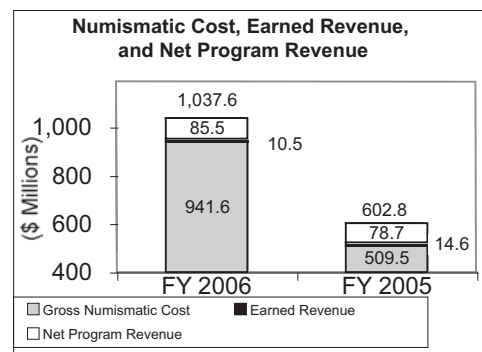 Numismatic Cost, Earned Revenue,
and Net Program Revenue
($ Millions)
1,000
800
600
400
1,037.6
85.5
10.5
941.6
602.8
78.7
14.6
509.5
FY 2006
FY 2005
Gross Numismatic Cost
Earned Revenue
Net Program Revenue